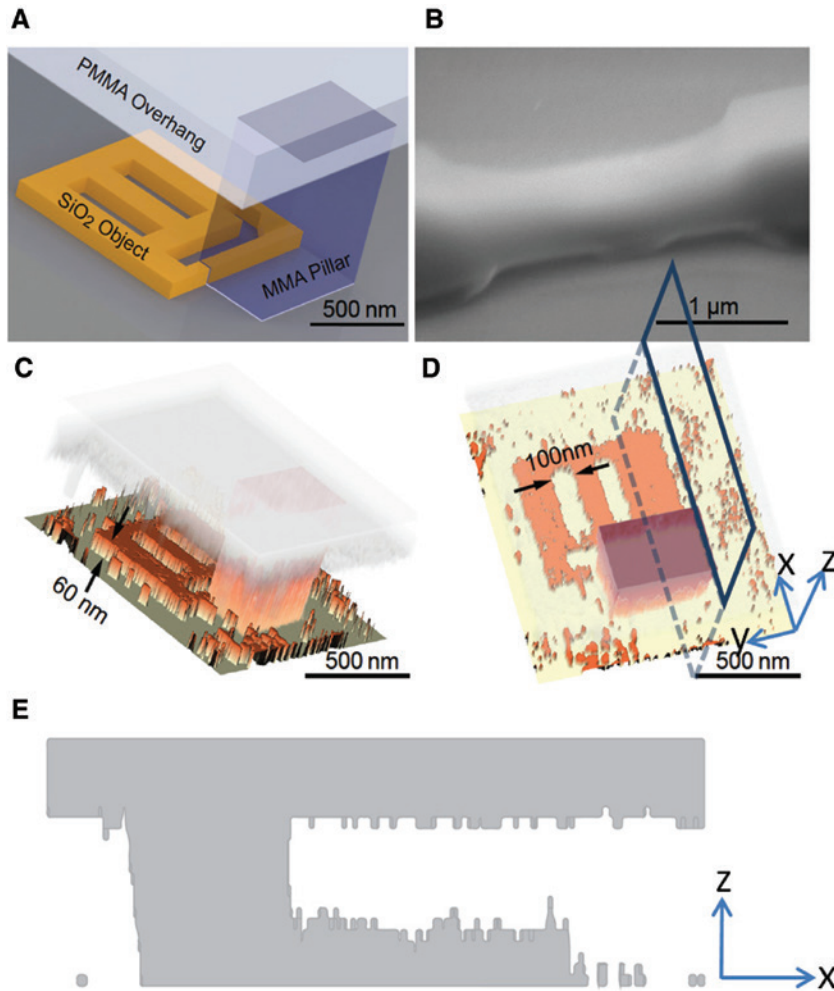 A
PMMA Overhang
SiO₂ Object
MMA Pillar
500 nm
B
1 µm
C
60 nm
500 nm
D
100nm
X
Z
Y
500 nm
E
Z
X